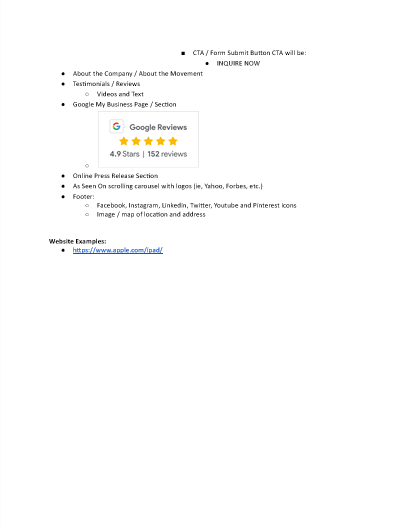 ■ CTA / Form Submit Button CTA will be:
● INQUIRE NOW
● About the Company / About the Movement
● Testimonials / Reviews
○ Videos and Text
● Google My Business Page / Section
Google Reviews
4.9 Stars | 152 reviews
○
● Online Press Release Section
● As Seen On scrolling carousel with logos (ie, Yahoo, Forbes, etc.)
● Footer:
○ Facebook, Instagram, LinkedIn, Twitter, Youtube and Pinterest icons
○ Image / map of location and address
Website Examples:
● https://www.apple.com/ipad/